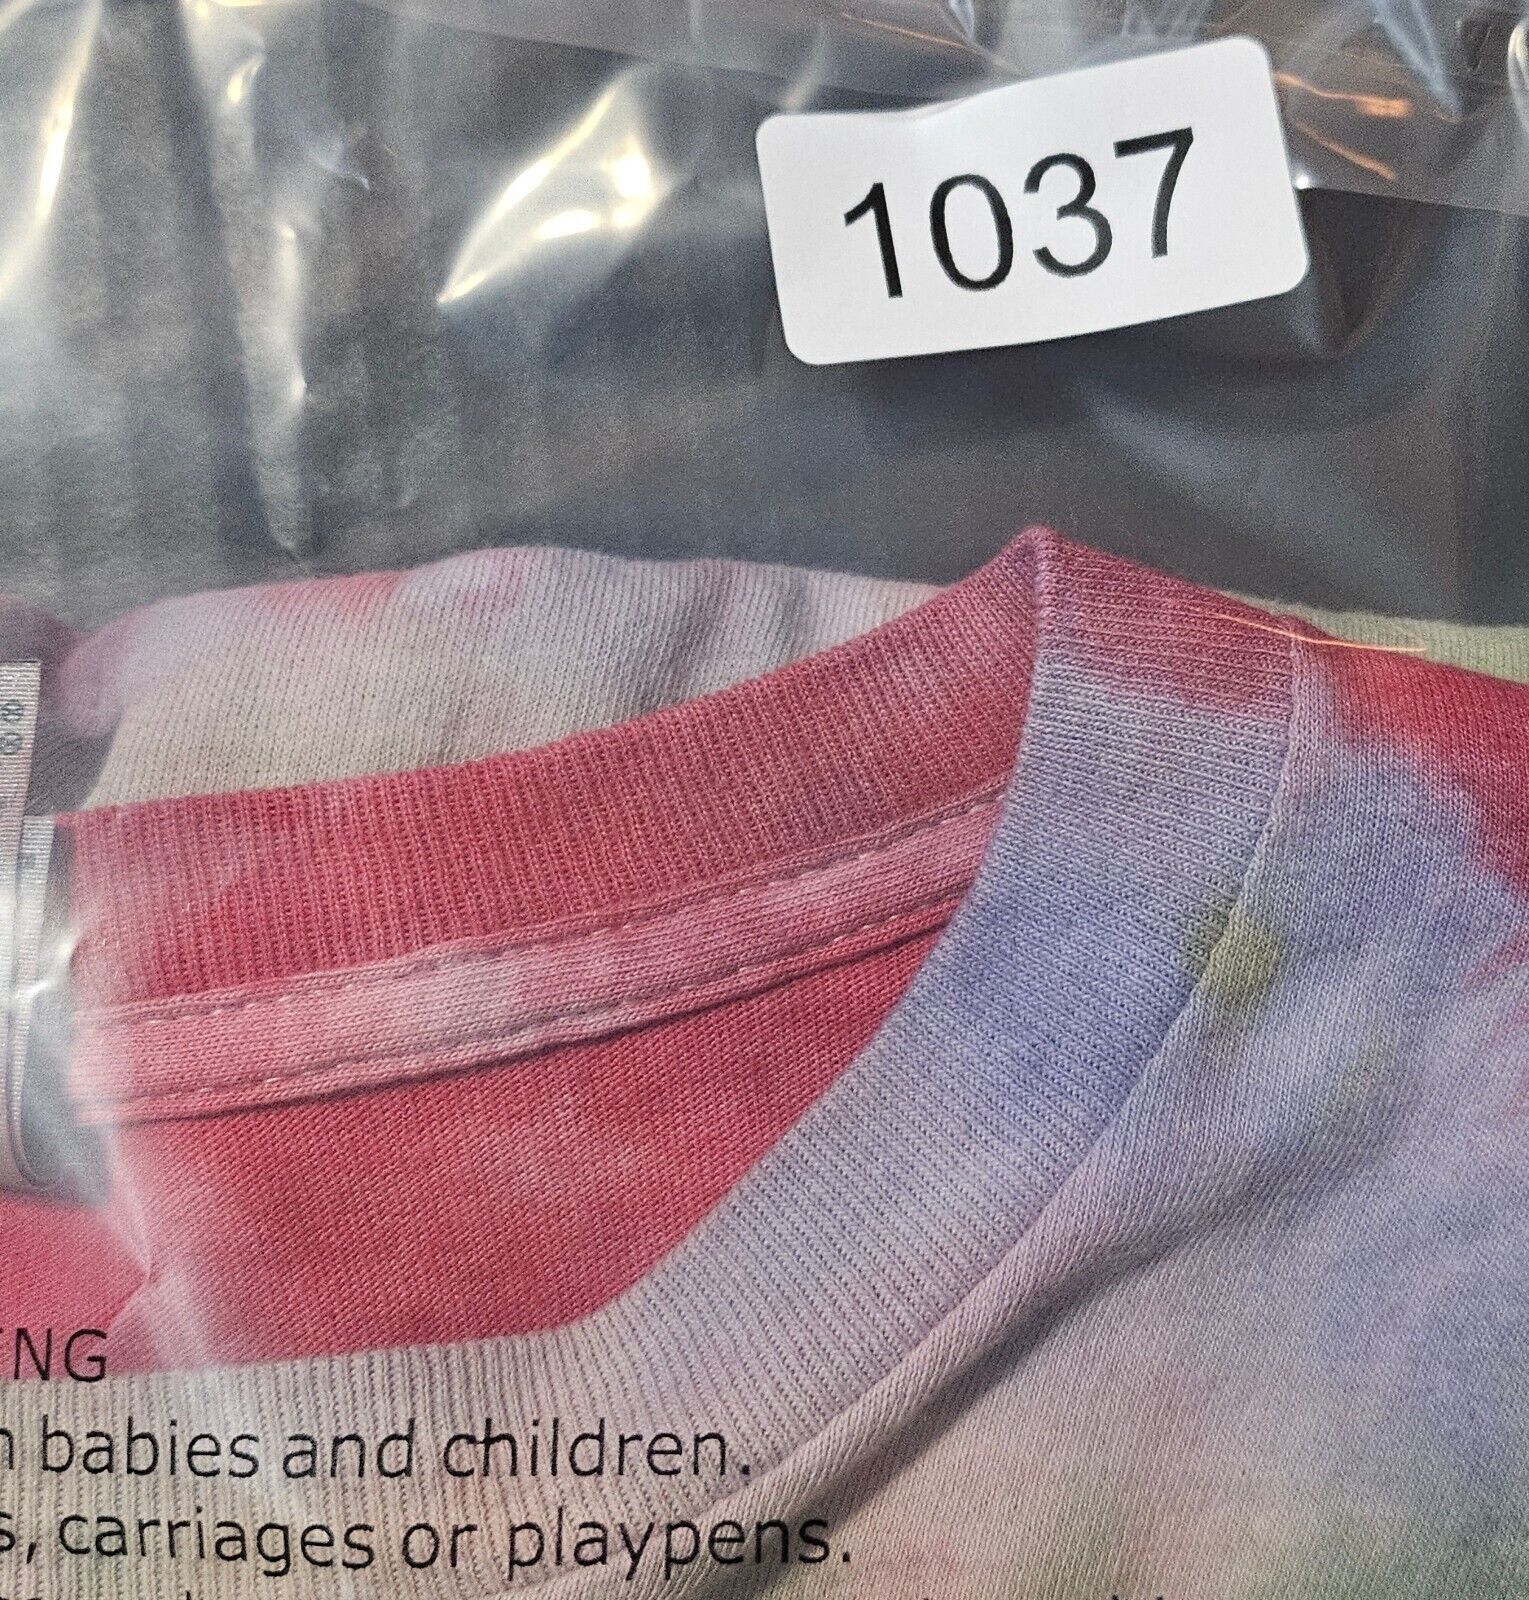 1037
NG
babies and children.
carriages or playpens.